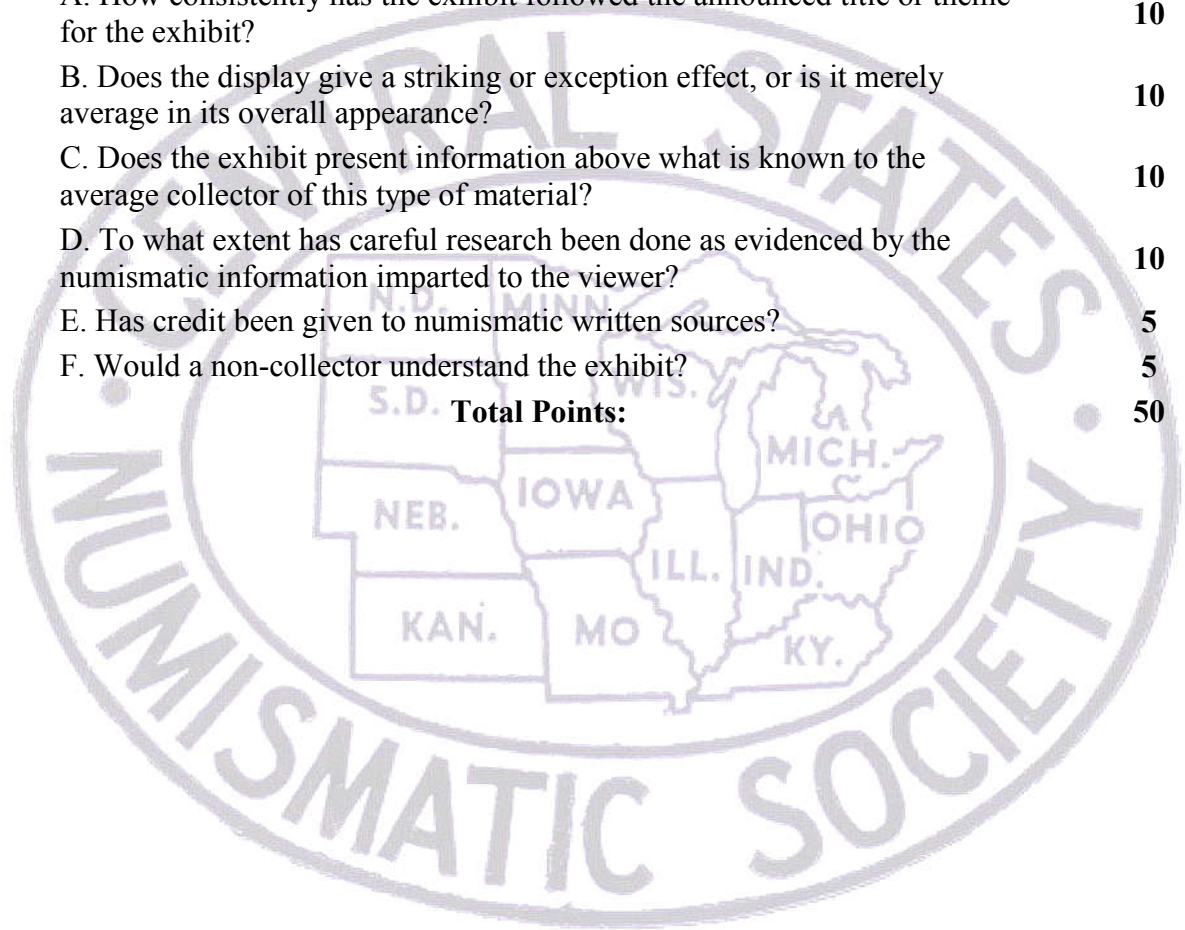 A. How consistently has the exhibit followed the announced title or theme
10
for the exhibit?
B. Does the display give a striking or exception effect, or is it merely
10
average in its overall appearance?
C. Does the exhibit present information above what is known to the
10
average collector of this type of material?
D. To what extent has careful research been done as evidenced by the
10
numismatic information imparted to the viewer?
E. Has credit been given to numismatic written sources?
5
F. Would a non-collector understand the exhibit?
5
Total Points:
50
CENTRAL STATES
NUMISMATIC SOCIETY
N.D.
MINN.
S.D.
WIS.
MICH.
NEB.
IOWA
ILL.
IND.
OHIO
KAN.
MO
KY.